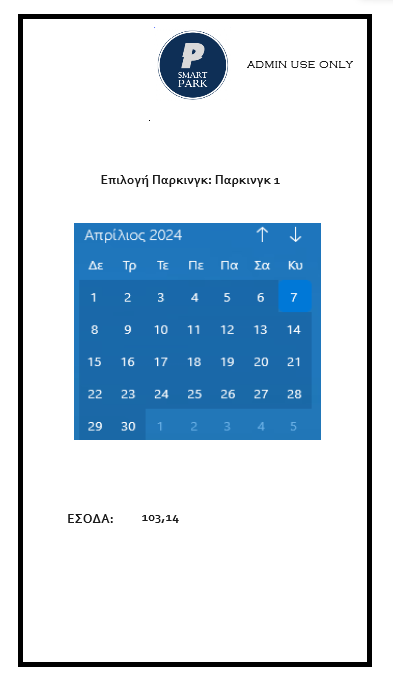 P
SMART
PARK
ADMIN USE ONLY
Επιλογή Παρκινγκ: Παρκινγκ 1
Απρίλιος 2024 ↑ ↓
Δε Τρ Τε Πε Πα Σα Κυ
1 2 3 4 5 6 7
8 9 10 11 12 13 14
15 16 17 18 19 20 21
22 23 24 25 26 27 28
29 30 1 2 3 4 5
ΕΣΟΔΑ: 103,14